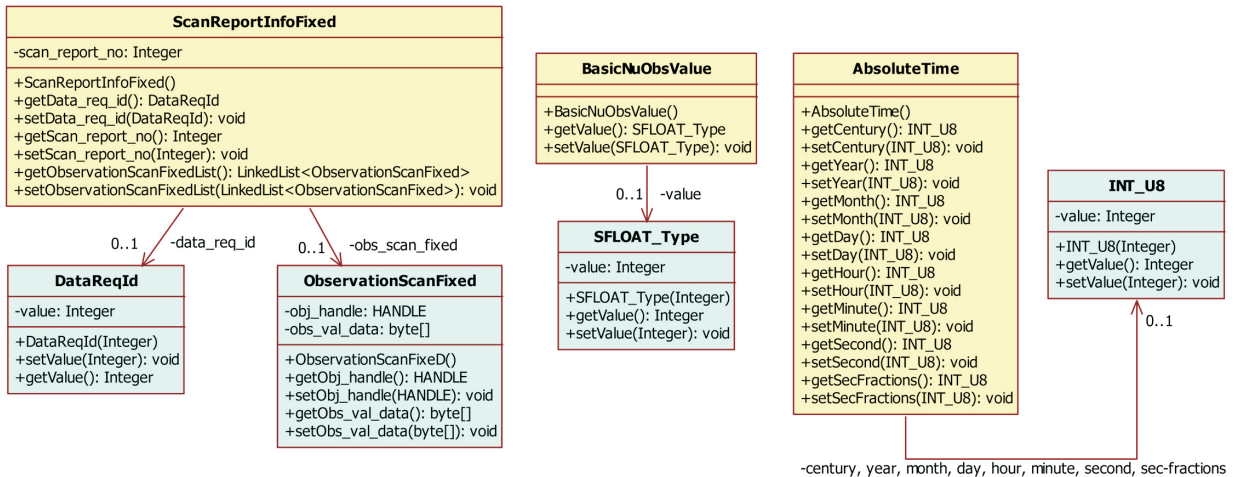 ScanReportInfoFixed
-scan_report_no: Integer
+ScanReportInfoFixed()
+getData_req_id(): DataReqId
+setData_req_id(DataReqId): void
+getScan_report_no(): Integer
+setScan_report_no(Integer): void
+getObservationScanFixedList(): LinkedList<ObservationScanFixed>
+setObservationScanFixedList(LinkedList<ObservationScanFixed>): void
0..1
-data_req_id
0..1
-obs_scan_fixed
DataReqId
-value: Integer
+DataReqId(Integer)
+setValue(Integer): void
+getValue(): Integer
ObservationScanFixed
-obj_handle: HANDLE
-obs_val_data: byte[]
+ObservationScanFixeD()
+getObj_handle(): HANDLE
+setObj_handle(HANDLE): void
+getObs_val_data(): byte[]
+setObs_val_data(byte[]): void
BasicNuObsValue
+BasicNuObsValue()
+getValue(): SFLOAT_Type
+setValue(SFLOAT_Type): void
0..1
-value
SFLOAT_Type
-value: Integer
+SFLOAT_Type(Integer)
+getValue(): Integer
+setValue(Integer): void
AbsoluteTime
+AbsoluteTime()
+getCentury(): INT_U8
+setCentury(INT_U8): void
+getYear(): INT_U8
+setYear(INT_U8): void
+getMonth(): INT_U8
+setMonth(INT_U8): void
+getDay(): INT_U8
+setDay(INT_U8): void
+getHour(): INT_U8
+setHour(INT_U8): void
+getMinute(): INT_U8
+setMinute(INT_U8): void
+getSecond(): INT_U8
+setSecond(INT_U8): void
+getSecFractions(): INT_U8
+setSecFractions(INT_U8): void
INT_U8
-value: Integer
+INT_U8(Integer)
+getValue(): Integer
+setValue(Integer): void
0..1
-century, year, month, day, hour, minute, second, sec-fractions